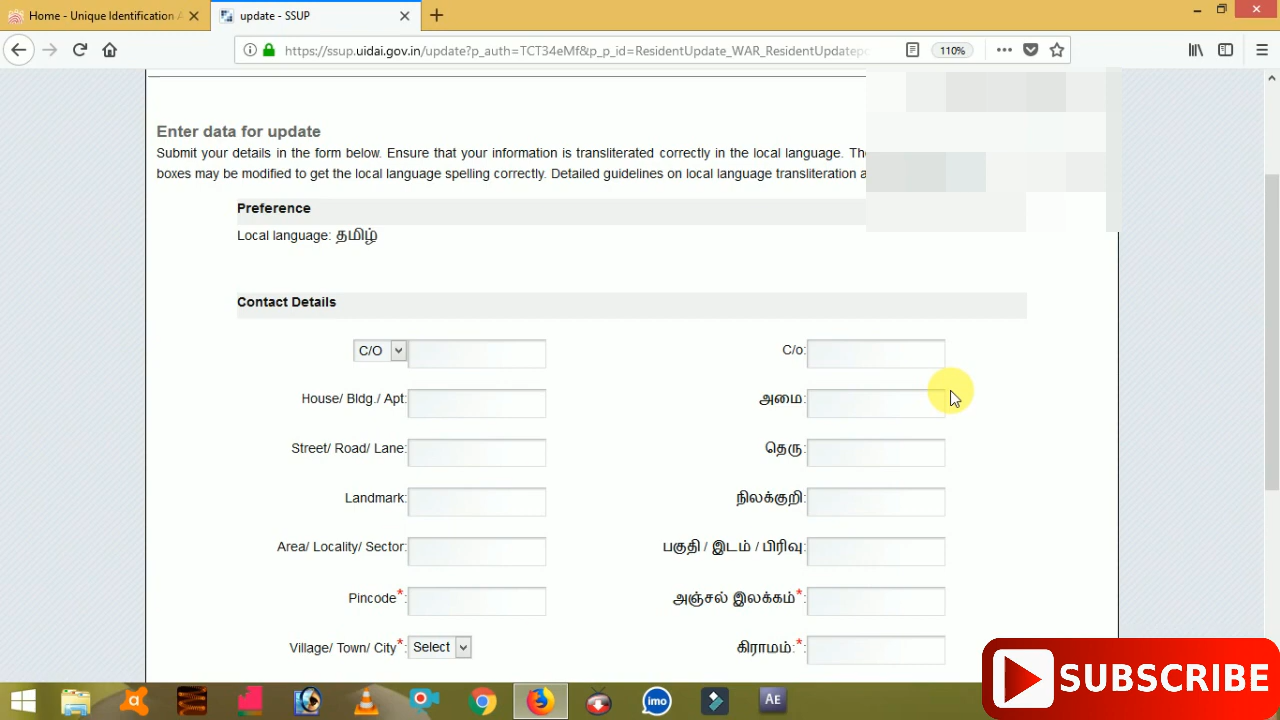 Home - Unique Identification A
update - SSUP
https://ssup.uidai.gov.in/update?p_auth=TCT34eMf&p_p_id=ResidentUpdate_WAR_ResidentUpdatepo
110%
Enter data for update
Submit your details in the form below. Ensure that your information is transliterated correctly in the local language. The
boxes may be modified to get the local language spelling correctly. Detailed guidelines on local language transliteration a
Preference
Local language: தமிழ்
Contact Details
C/O C/o:
House/ Bldg./ Apt: அமை:
Street/ Road/ Lane: தெரு:
Landmark: நிலக்குறி:
Area/ Locality/ Sector: பகுதி / இடம் / பிரிவு:
Pincode*: அஞ்சல் இலக்கம்*:
Village/ Town/ City*: Select கிராமம்:*:
SUBSCRIBE
imo
Ae